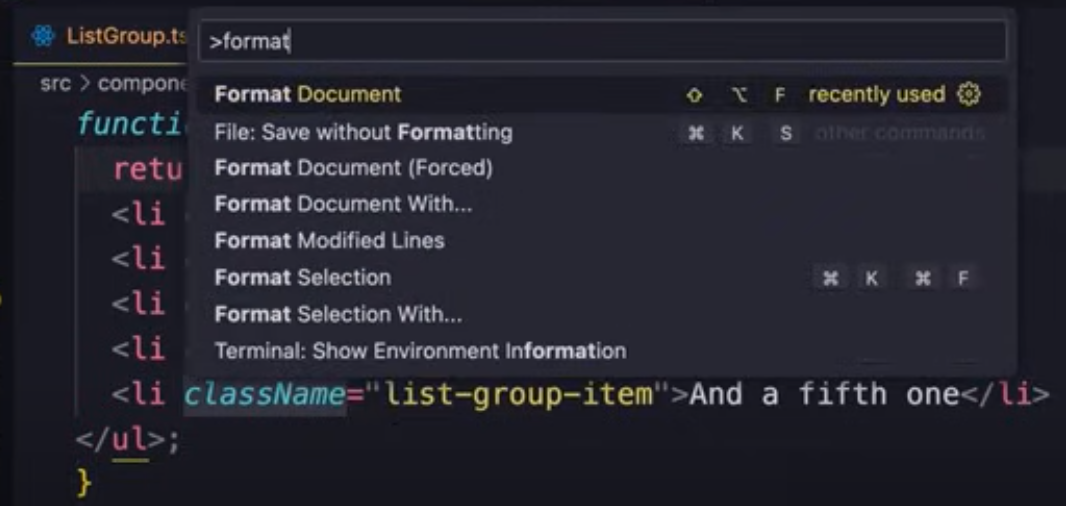 ListGroup.ts
>format
src > compone
Format Document ⇧ ⌥ F recently used
functi
File: Save without Formatting ⌘ K S other commands
retu
Format Document (Forced)
<li
Format Document With...
<li
Format Modified Lines
<li
Format Selection ⌘ K ⌘ F
<li
Format Selection With...
Terminal: Show Environment Information
<li className="list-group-item">And a fifth one</li>
</ul>;
}